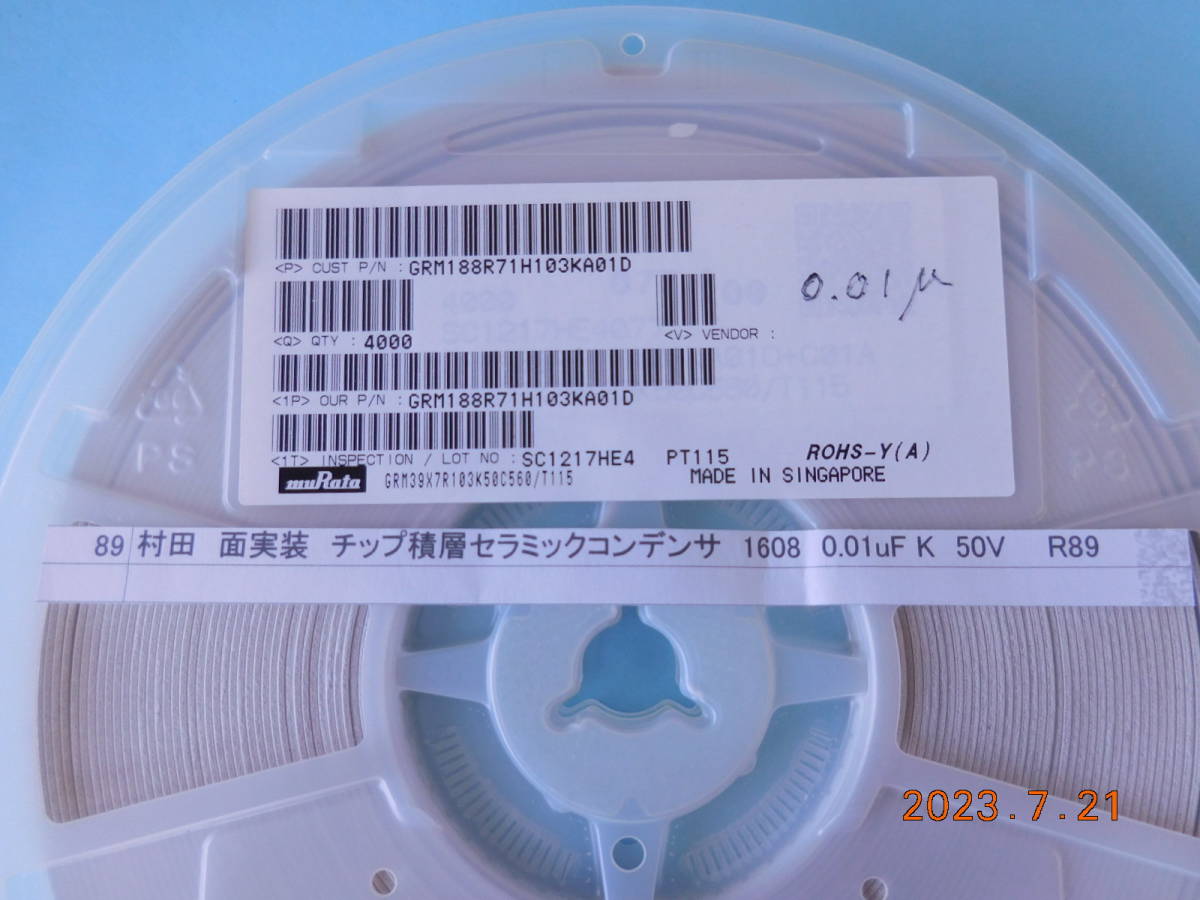 <P> CUST P/N : GRM188R71H103KA01D
0.01μ
<Q> QTY : 4000
<V> VENDOR :
<1P> OUR P/N : GRM188R71H103KA01D
<1T> INSPECTION / LOT NO : SC1217HE4 PT115 ROHS-Y(A)
muRata GRM39X7R103K50C560/T115 MADE IN SINGAPORE
PS
89 村田 面実装 チップ積層セラミックコンデンサ 1608 0.01uF K 50V R89
2023.7.21